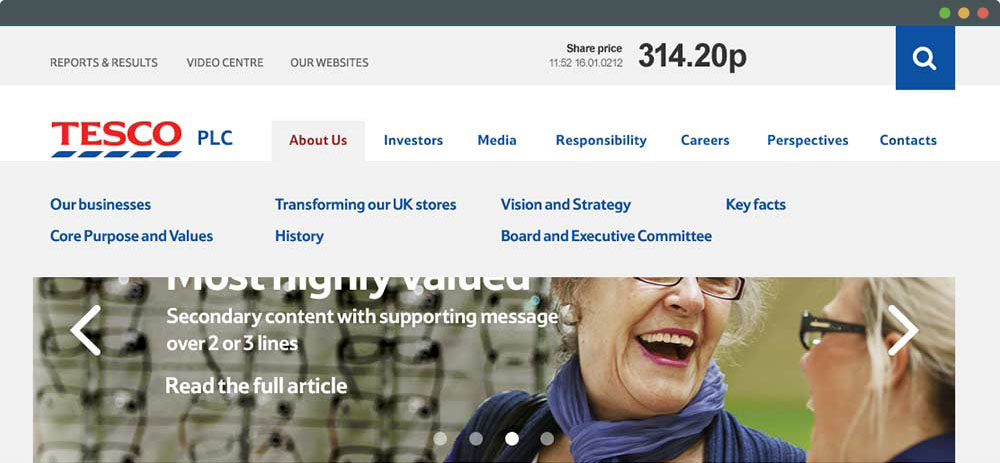 REPORTS & RESULTS VIDEO CENTRE OUR WEBSITES
Share price
11:52 16.01.0212
314.20p
TESCO PLC
About Us Investors Media Responsibility Careers Perspectives Contacts
Our businesses Transforming our UK stores Vision and Strategy Key facts
Core Purpose and Values History Board and Executive Committee
Most highly valued
Secondary content with supporting message
over 2 or 3 lines
Read the full article